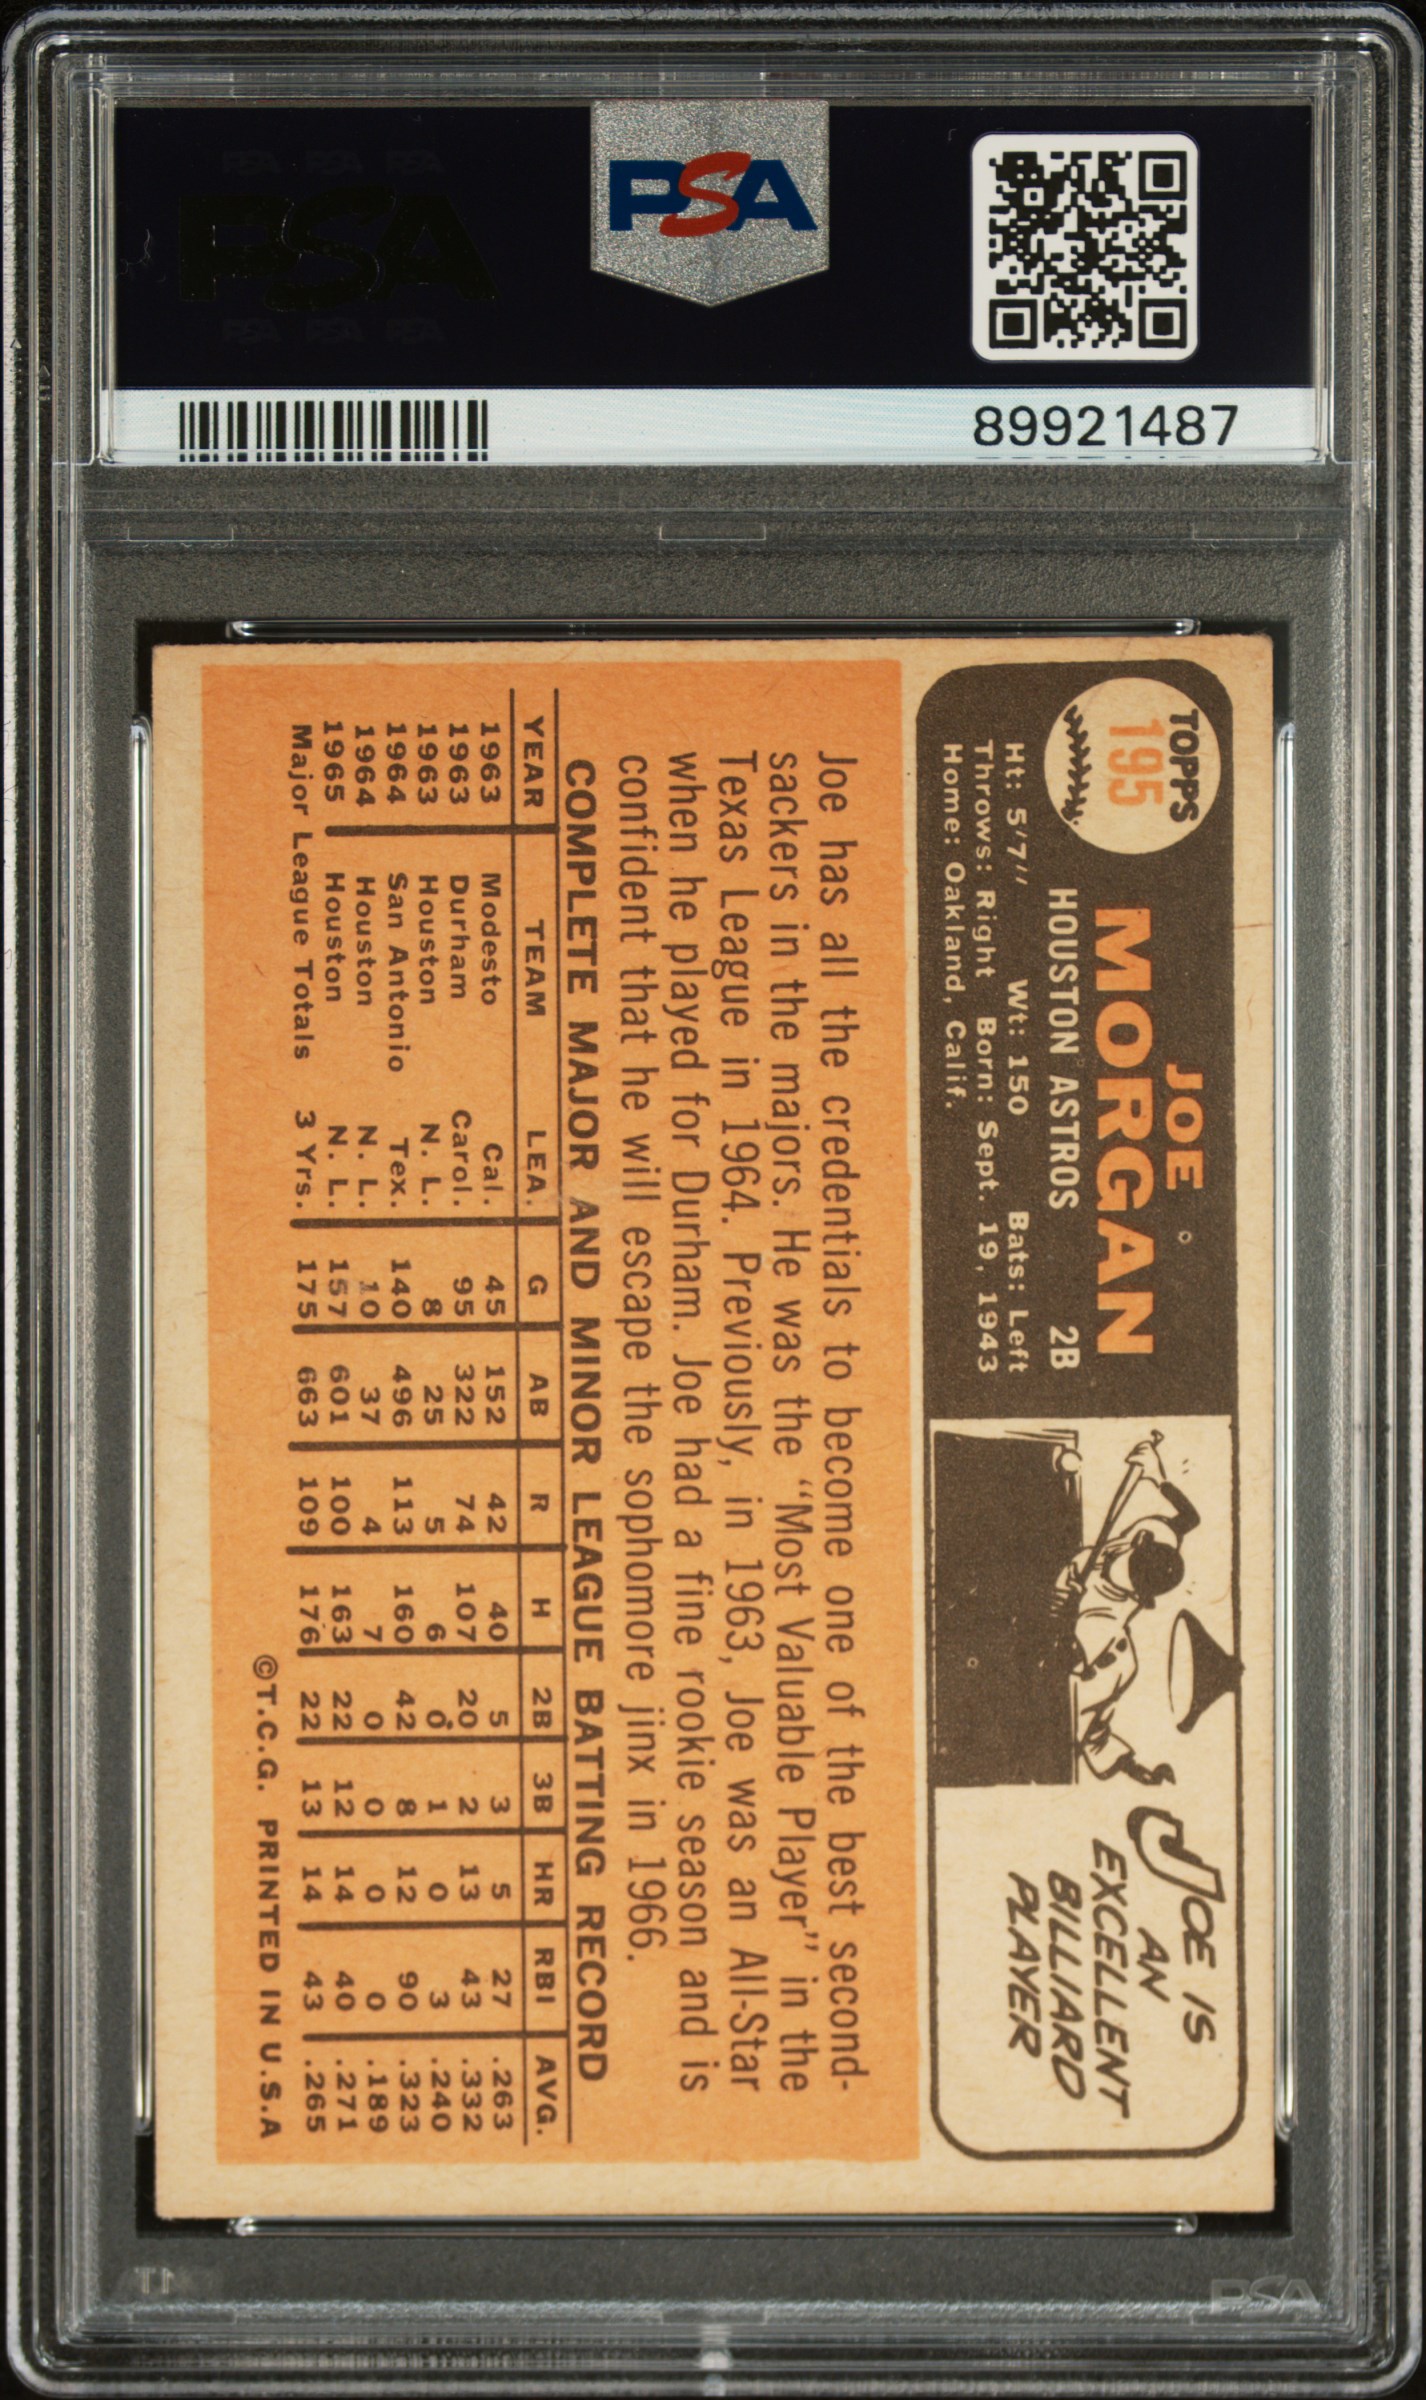 PSA
PSA PSA PSA
PSA
PSA PSA PSA
89921487
TOPPS
195
JOE
MORGAN
HOUSTON ASTROS 2B
Ht: 5'7'' Wt: 150 Bats: Left
Throws: Right Born: Sept. 19, 1943
Home: Oakland, Calif.
JOE IS
AN
EXCELLENT
BILLIARD
PLAYER
Joe has all the credentials to become one of the best second-
sackers in the majors. He was the “Most Valuable Player” in the
Texas League in 1964. Previously, in 1963, Joe was an All-Star
when he played for Durham. Joe had a fine rookie season and is
confident that he will escape the sophomore jinx in 1966.
COMPLETE MAJOR AND MINOR LEAGUE BATTING RECORD
YEAR TEAM LEA. G AB R H 2B 3B HR RBI AVG.
1963 Modesto Cal. 45 152 42 40 5 3 5 27 .263
1963 Durham Carol. 95 322 74 107 20 2 13 43 .332
1963 Houston N. L. 8 25 5 6 0 1 0 3 .240
1964 San Antonio Tex. 140 496 113 160 42 8 12 90 .323
1964 Houston N. L. 10 37 4 7 0 0 0 0 .189
1965 Houston N. L. 157 601 100 163 22 12 14 40 .271
Major League Totals 3 Yrs. 175 663 109 176 22 13 14 43 .265
©T.C.G. PRINTED IN U.S.A
PSA